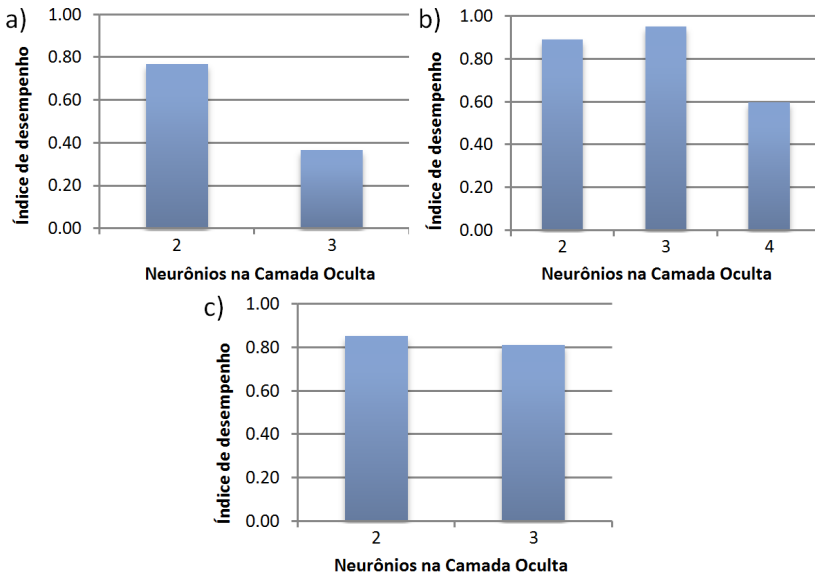 a)
Índice de desempenho
1.00
0.80
0.60
0.40
0.20
0.00
2 3
Neurônios na Camada Oculta
b)
Índice de desempenho
1.00
0.80
0.60
0.40
0.20
0.00
2 3 4
Neurônios na Camada Oculta
c)
Índice de desempenho
1.00
0.80
0.60
0.40
0.20
0.00
2 3
Neurônios na Camada Oculta